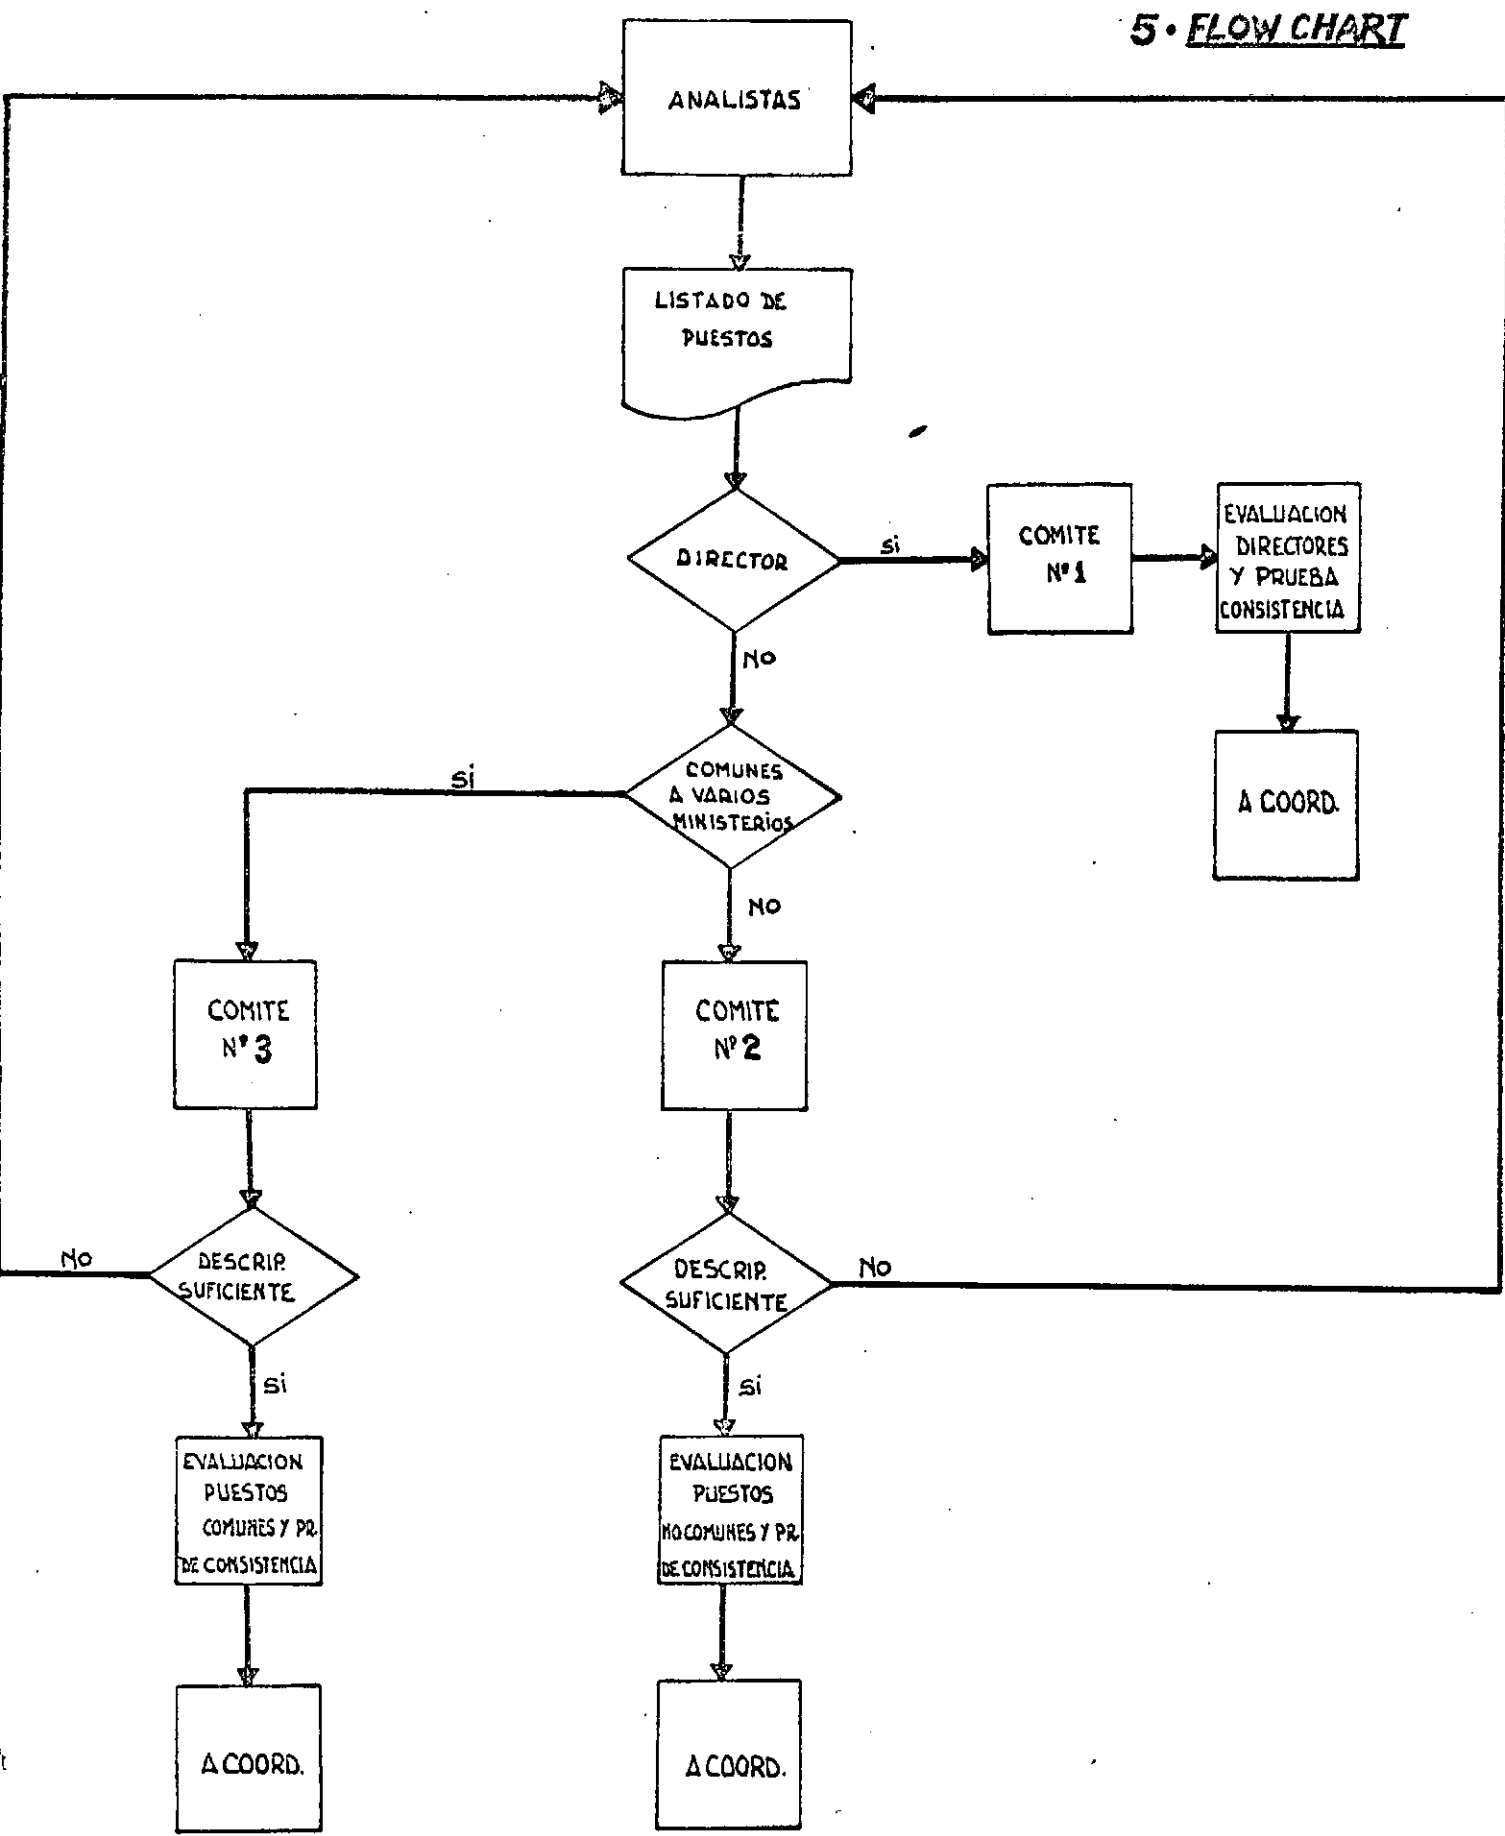 5. FLOW CHART
ANALISTAS
LISTADO DE
PUESTOS
DIRECTOR
Si
COMITE
Nº 1
EVALUACION
DIRECTORES
Y PRUEBA
CONSISTENCIA
NO
A COORD.
COMUNES
A VARIOS
MINISTERIOS
Si
NO
COMITE
Nº 3
COMITE
Nº 2
DESCRIP.
SUFICIENTE
No
DESCRIP.
SUFICIENTE
No
Si
Si
EVALUACION
PUESTOS
COMUNES Y PR.
DE CONSISTENCIA
EVALUACION
PUESTOS
NO COMUNES Y PR.
DE CONSISTENCIA
A COORD.
A COORD.